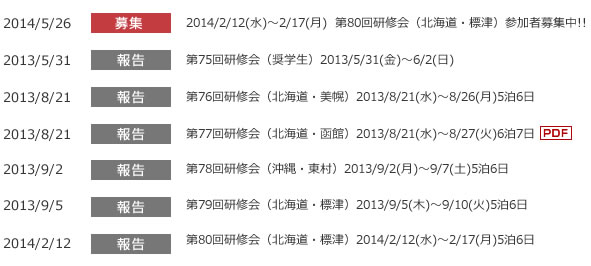 2014/5/26 募集 2014/2/12(水)～2/17(月) 第80回研修会（北海道・標津）参加者募集中!!
2013/5/31 報告 第75回研修会（奨学生）2013/5/31(金)～6/2(日)
2013/8/21 報告 第76回研修会（北海道・美幌）2013/8/21(水)～8/26(月)5泊6日
2013/8/21 報告 第77回研修会（北海道・函館）2013/8/21(水)～8/27(火)6泊7日 PDF
2013/9/2 報告 第78回研修会（沖縄・東村）2013/9/2(月)～9/7(土)5泊6日
2013/9/5 報告 第79回研修会（北海道・標津）2013/9/5(木)～9/10(火)5泊6日
2014/2/12 報告 第80回研修会（北海道・標津）2014/2/12(水)～2/17(月)5泊6日